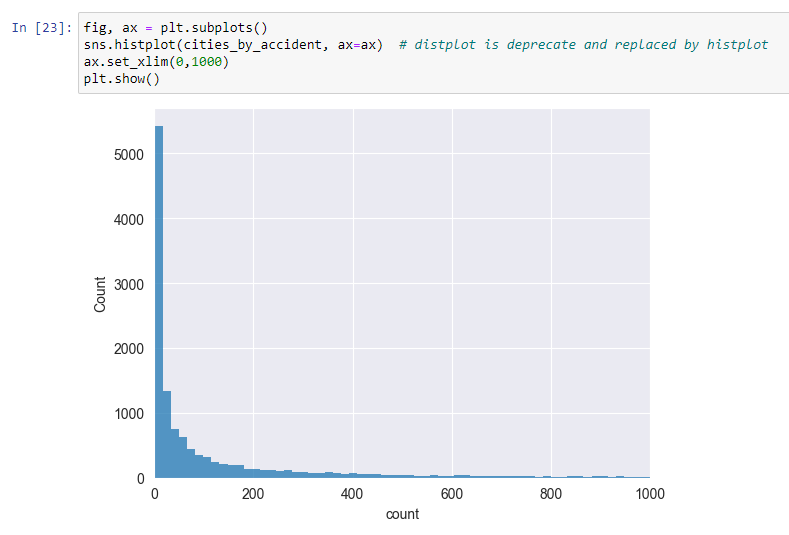 In [23]: fig, ax = plt.subplots()
sns.histplot(cities_by_accident, ax=ax)  # distplot is deprecate and replaced by histplot
ax.set_xlim(0,1000)
plt.show()
5000
4000
3000
2000
1000
0
Count
0 200 400 600 800 1000
count